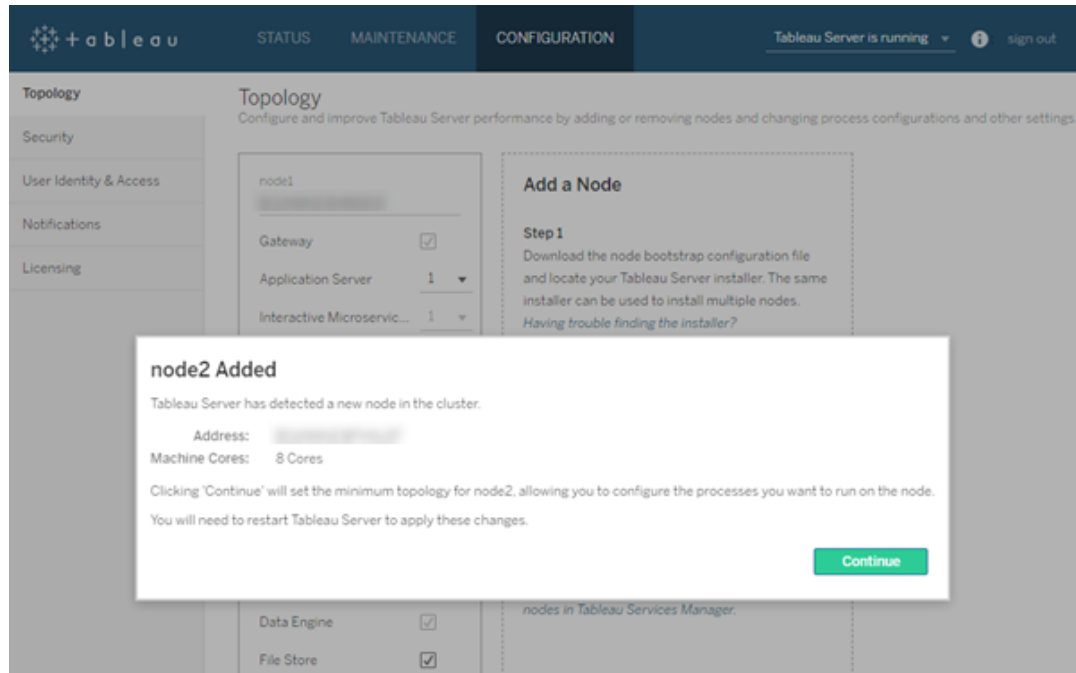 + a b | e a u
STATUS MAINTENANCE CONFIGURATION Tableau Server is running sign out
Topology
Security
User Identity & Access
Notifications
Licensing
Topology
Configure and improve Tableau Server performance by adding or removing nodes and changing process configurations and other settings
node1
Gateway
Application Server 1
Interactive Microservic... 1
Add a Node
Step 1
Download the node bootstrap configuration file
and locate your Tableau Server installer. The same
installer can be used to install multiple nodes.
Having trouble finding the installer?
node2 Added
Tableau Server has detected a new node in the cluster.
Address:
Machine Cores: 8 Cores
Clicking 'Continue' will set the minimum topology for node2, allowing you to configure the processes you want to run on the node.
You will need to restart Tableau Server to apply these changes.
Continue
Data Engine
File Store
nodes in Tableau Services Manager.